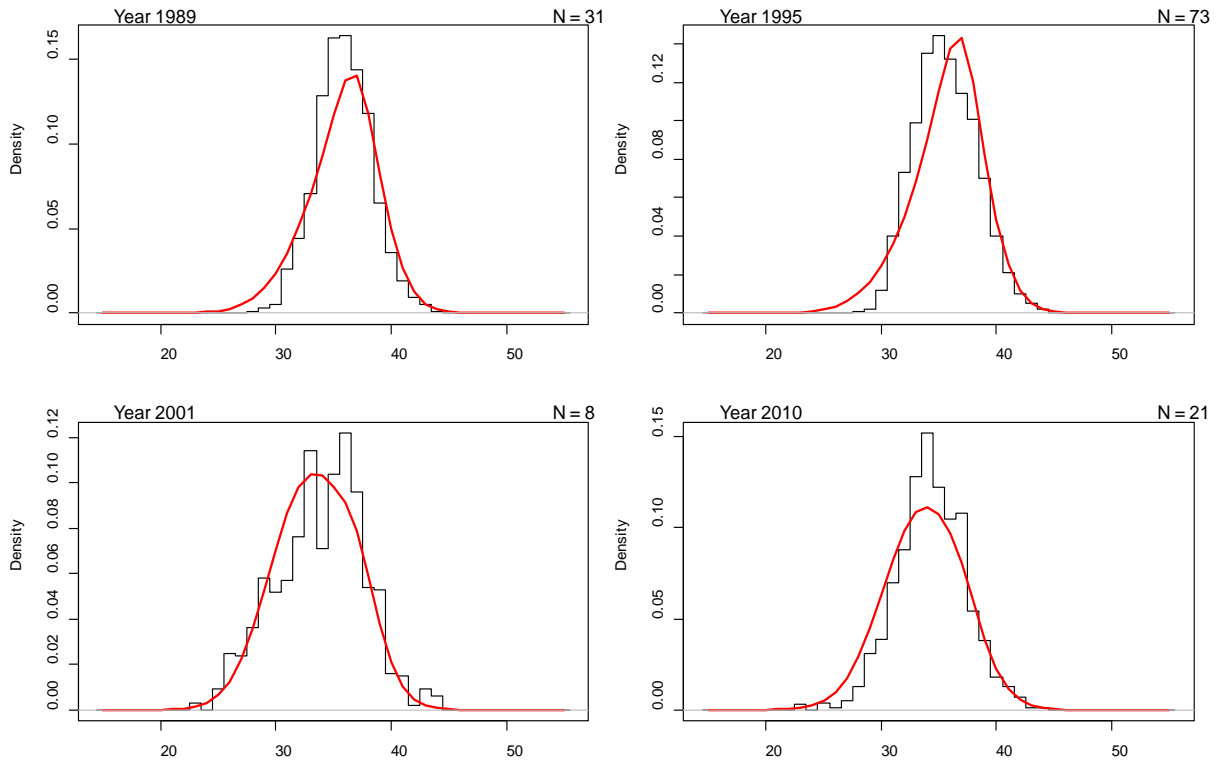 Year 1989
N = 31
Density
0.15
0.10
0.05
0.00
20 30 40 50
Year 1995
N = 73
Density
0.12
0.08
0.04
0.00
20 30 40 50
Year 2001
N = 8
Density
0.12
0.10
0.08
0.06
0.04
0.02
0.00
20 30 40 50
Year 2010
N = 21
Density
0.15
0.10
0.05
0.00
20 30 40 50